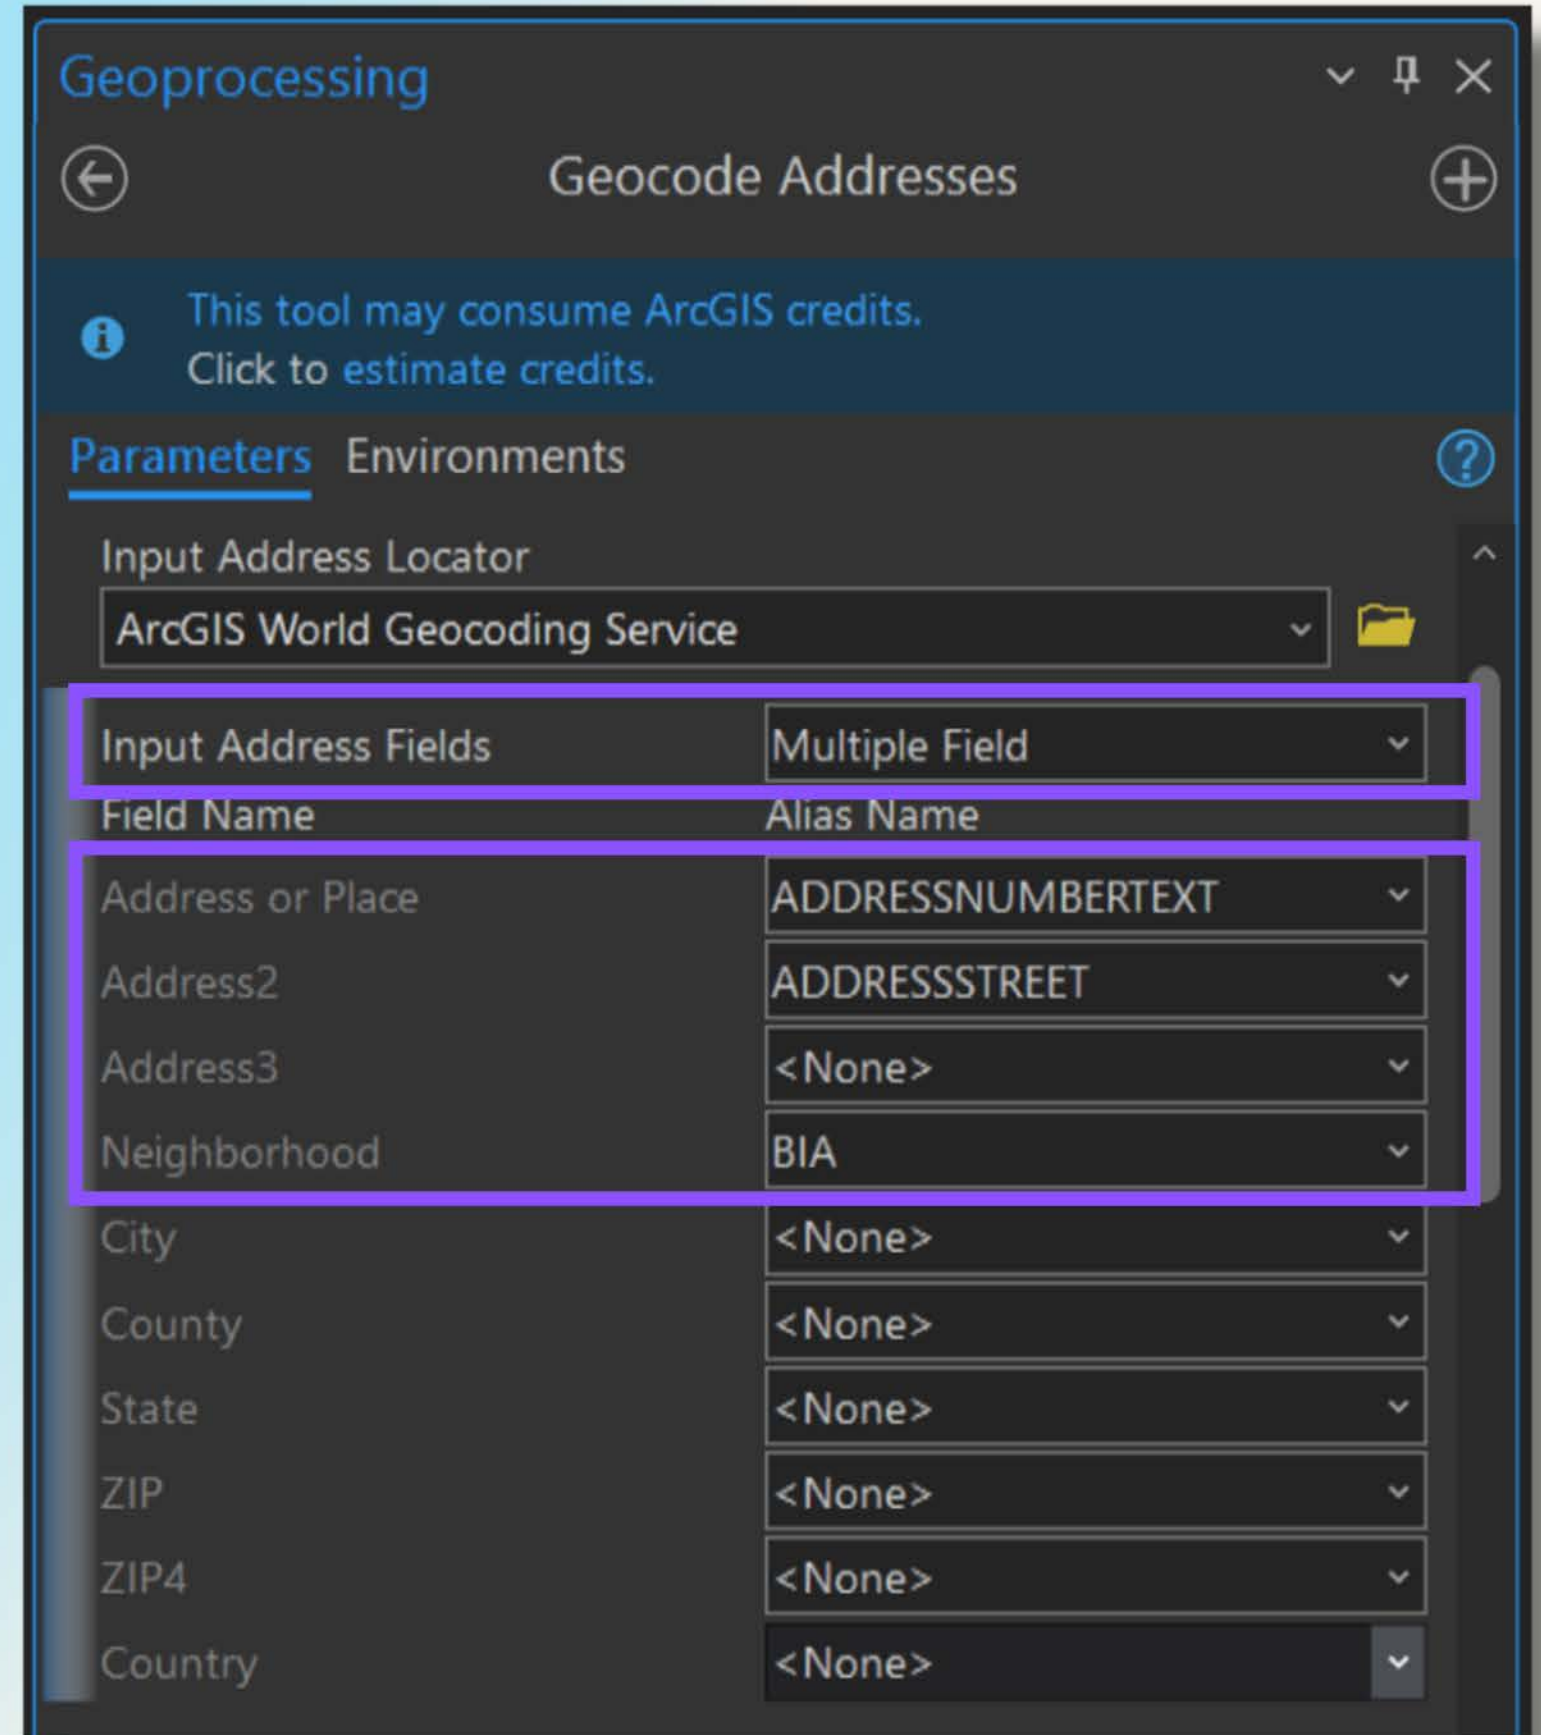 Geoprocessing
Geocode Addresses
This tool may consume ArcGIS credits.
Click to estimate credits.
Parameters Environments
Input Address Locator
ArcGIS World Geocoding Service
Input Address Fields Multiple Field
Field Name Alias Name
Address or Place ADDRESSNUMBERTEXT
Address2 ADDRESSSTREET
Address3 <None>
Neighborhood BIA
City <None>
County <None>
State <None>
ZIP <None>
ZIP4 <None>
Country <None>